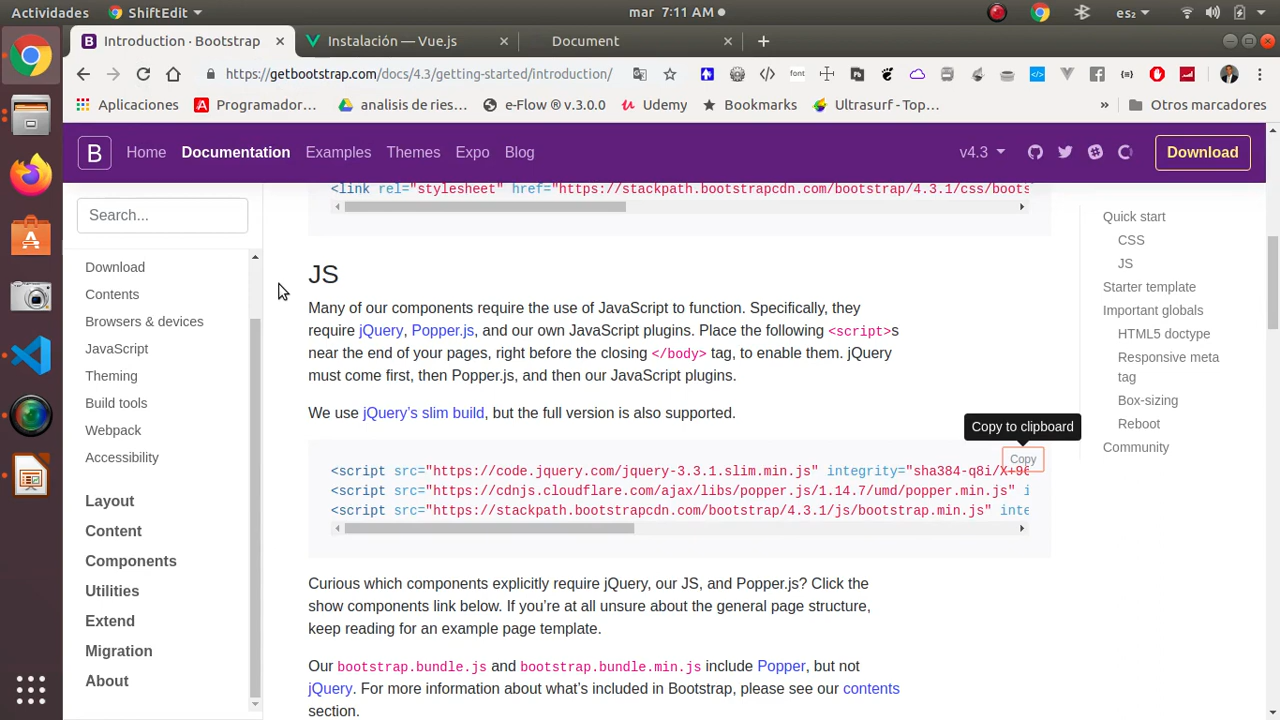 Actividades ShiftEdit mar 7:11 AM es2
Introduction · Bootstrap Instalación — Vue.js Document
https://getbootstrap.com/docs/4.3/getting-started/introduction/
Aplicaciones Programador... analisis de ries... e-Flow ® v.3.0.0 Udemy Bookmarks Ultrasurf - Top... » Otros marcadores
B Home Documentation Examples Themes Expo Blog v4.3 Download
<link rel="stylesheet" href="https://stackpath.bootstrapcdn.com/bootstrap/4.3.1/css/boots
Search...
Download
Contents
Browsers & devices
JavaScript
Theming
Build tools
Webpack
Accessibility
Layout
Content
Components
Utilities
Extend
Migration
About
JS
Many of our components require the use of JavaScript to function. Specifically, they
require jQuery, Popper.js, and our own JavaScript plugins. Place the following <script>s
near the end of your pages, right before the closing </body> tag, to enable them. jQuery
must come first, then Popper.js, and then our JavaScript plugins.
We use jQuery’s slim build, but the full version is also supported.
Copy to clipboard
Copy
<script src="https://code.jquery.com/jquery-3.3.1.slim.min.js" integrity="sha384-q8i/X+96
<script src="https://cdnjs.cloudflare.com/ajax/libs/popper.js/1.14.7/umd/popper.min.js" i
<script src="https://stackpath.bootstrapcdn.com/bootstrap/4.3.1/js/bootstrap.min.js" inte
Curious which components explicitly require jQuery, our JS, and Popper.js? Click the
show components link below. If you’re at all unsure about the general page structure,
keep reading for an example page template.
Our bootstrap.bundle.js and bootstrap.bundle.min.js include Popper, but not
jQuery. For more information about what’s included in Bootstrap, please see our contents
section.
Quick start
CSS
JS
Starter template
Important globals
HTML5 doctype
Responsive meta
tag
Box-sizing
Reboot
Community